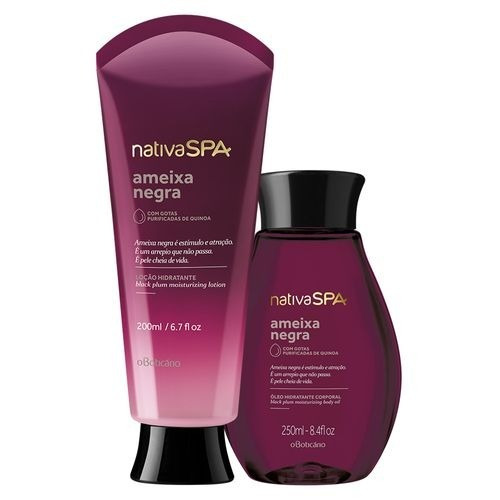 nativaSPA
ameixa
negra
COM GOTAS
PURIFICADAS DE QUINOA
Ameixa negra é estímulo e atração.
É um arrepio que não passa.
É pele cheia de vida.
LOÇÃO HIDRATANTE
black plum moisturizing lotion
200ml / 6.7 fl oz
oBoticário
nativaSPA
ameixa
negra
COM GOTAS
PURIFICADAS DE QUINOA
Ameixa negra é estímulo e atração.
É um arrepio que não passa.
É pele cheia de vida.
ÓLEO HIDRATANTE CORPORAL
black plum moisturizing body oil
250ml - 8.4fl oz
oBoticário